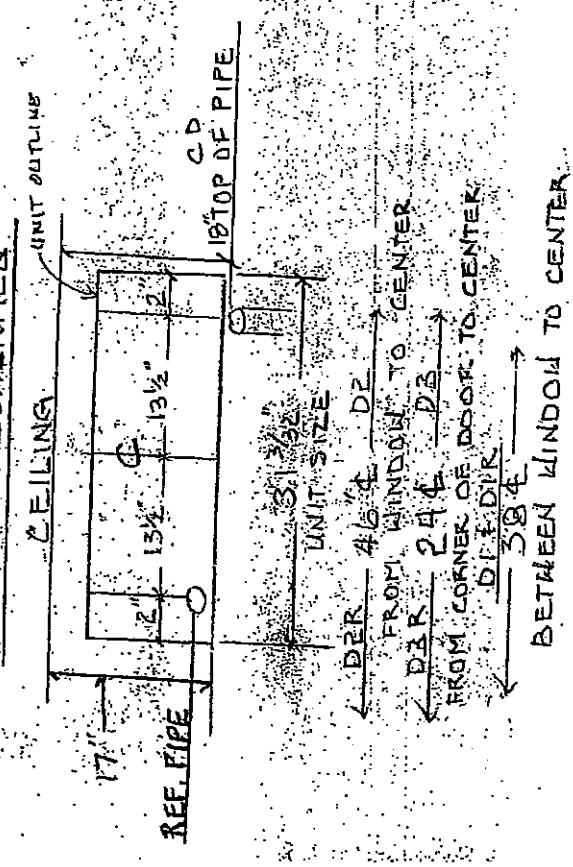 CEILING
UNIT OUTLINE
17"
2" 13½" ℄ 13½" 2"
REF. PIPE
18" TOP OF PIPE
CD
31 3/32"
UNIT SIZE
D2R 46" ℄ D2
FROM WINDOW TO CENTER
D3R 24 ℄ D3
FROM CORNER OF DOOR TO CENTER
D1 & D1R
38 ℄
BETWEEN WINDOW TO CENTER